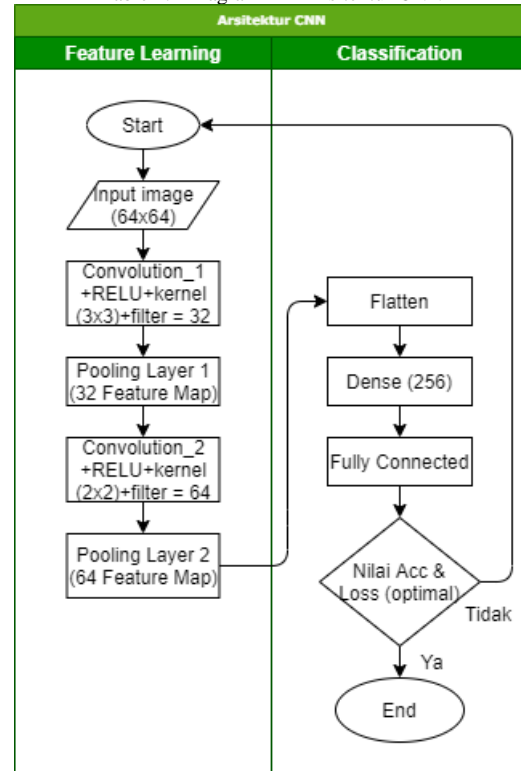 Arsitektur CNN
Feature Learning
Classification
Start
Input image
(64x64)
Convolution_1
+RELU+kernel
(3x3)+filter = 32
Pooling Layer 1
(32 Feature Map)
Convolution_2
+RELU+kernel
(2x2)+filter = 64
Pooling Layer 2
(64 Feature Map)
Flatten
Dense (256)
Fully Connected
Nilai Acc &
Loss (optimal)
Tidak
Ya
End